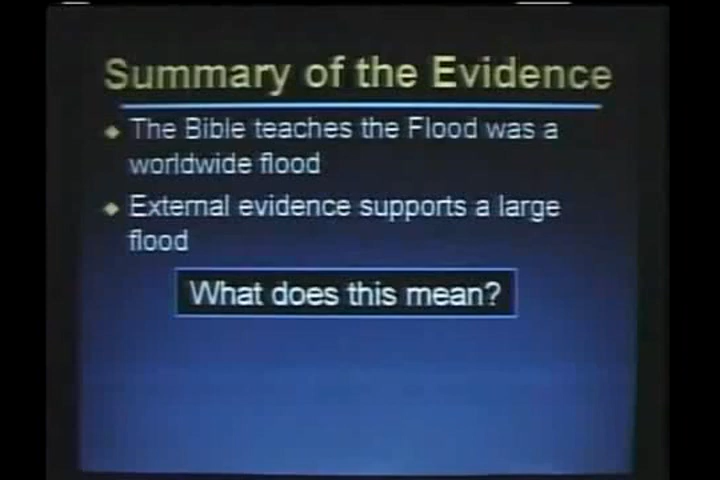 Summary of the Evidence
The Bible teaches the Flood was a
worldwide flood
External evidence supports a large
flood
What does this mean?